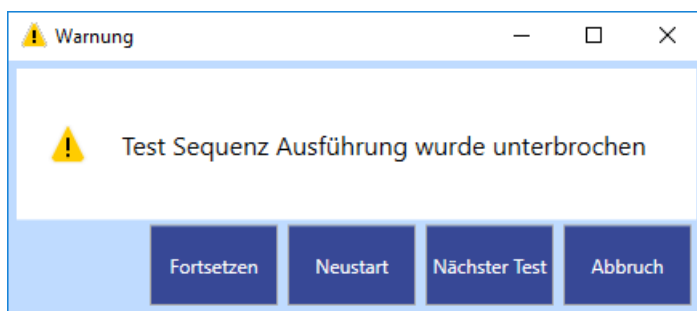 Warnung
Test Sequenz Ausführung wurde unterbrochen
Fortsetzen Neustart Nächster Test Abbruch